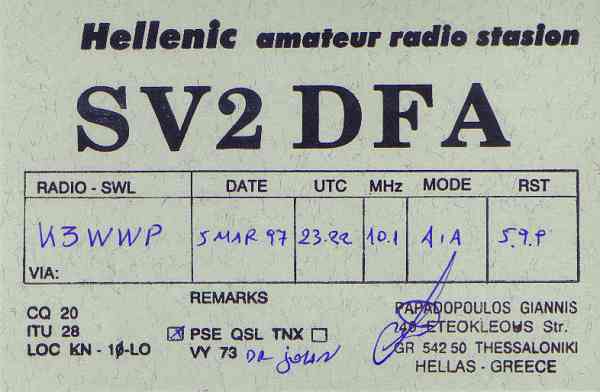 Hellenic amateur radio stasion
SV2 DFA
RADIO - SWL DATE UTC MHz MODE RST
K3WWP 5 MAR 97 23.22 10.1 A1A 5.9.9
VIA:
REMARKS
CQ 20
ITU 28
LOC KN - 10-LO
PSE QSL TNX
VY 73 DR john
PAPADOPOULOS GIANNIS
ETEOKLEOUS Str.
GR 542 50 THESSALONIKI
HELLAS - GREECE